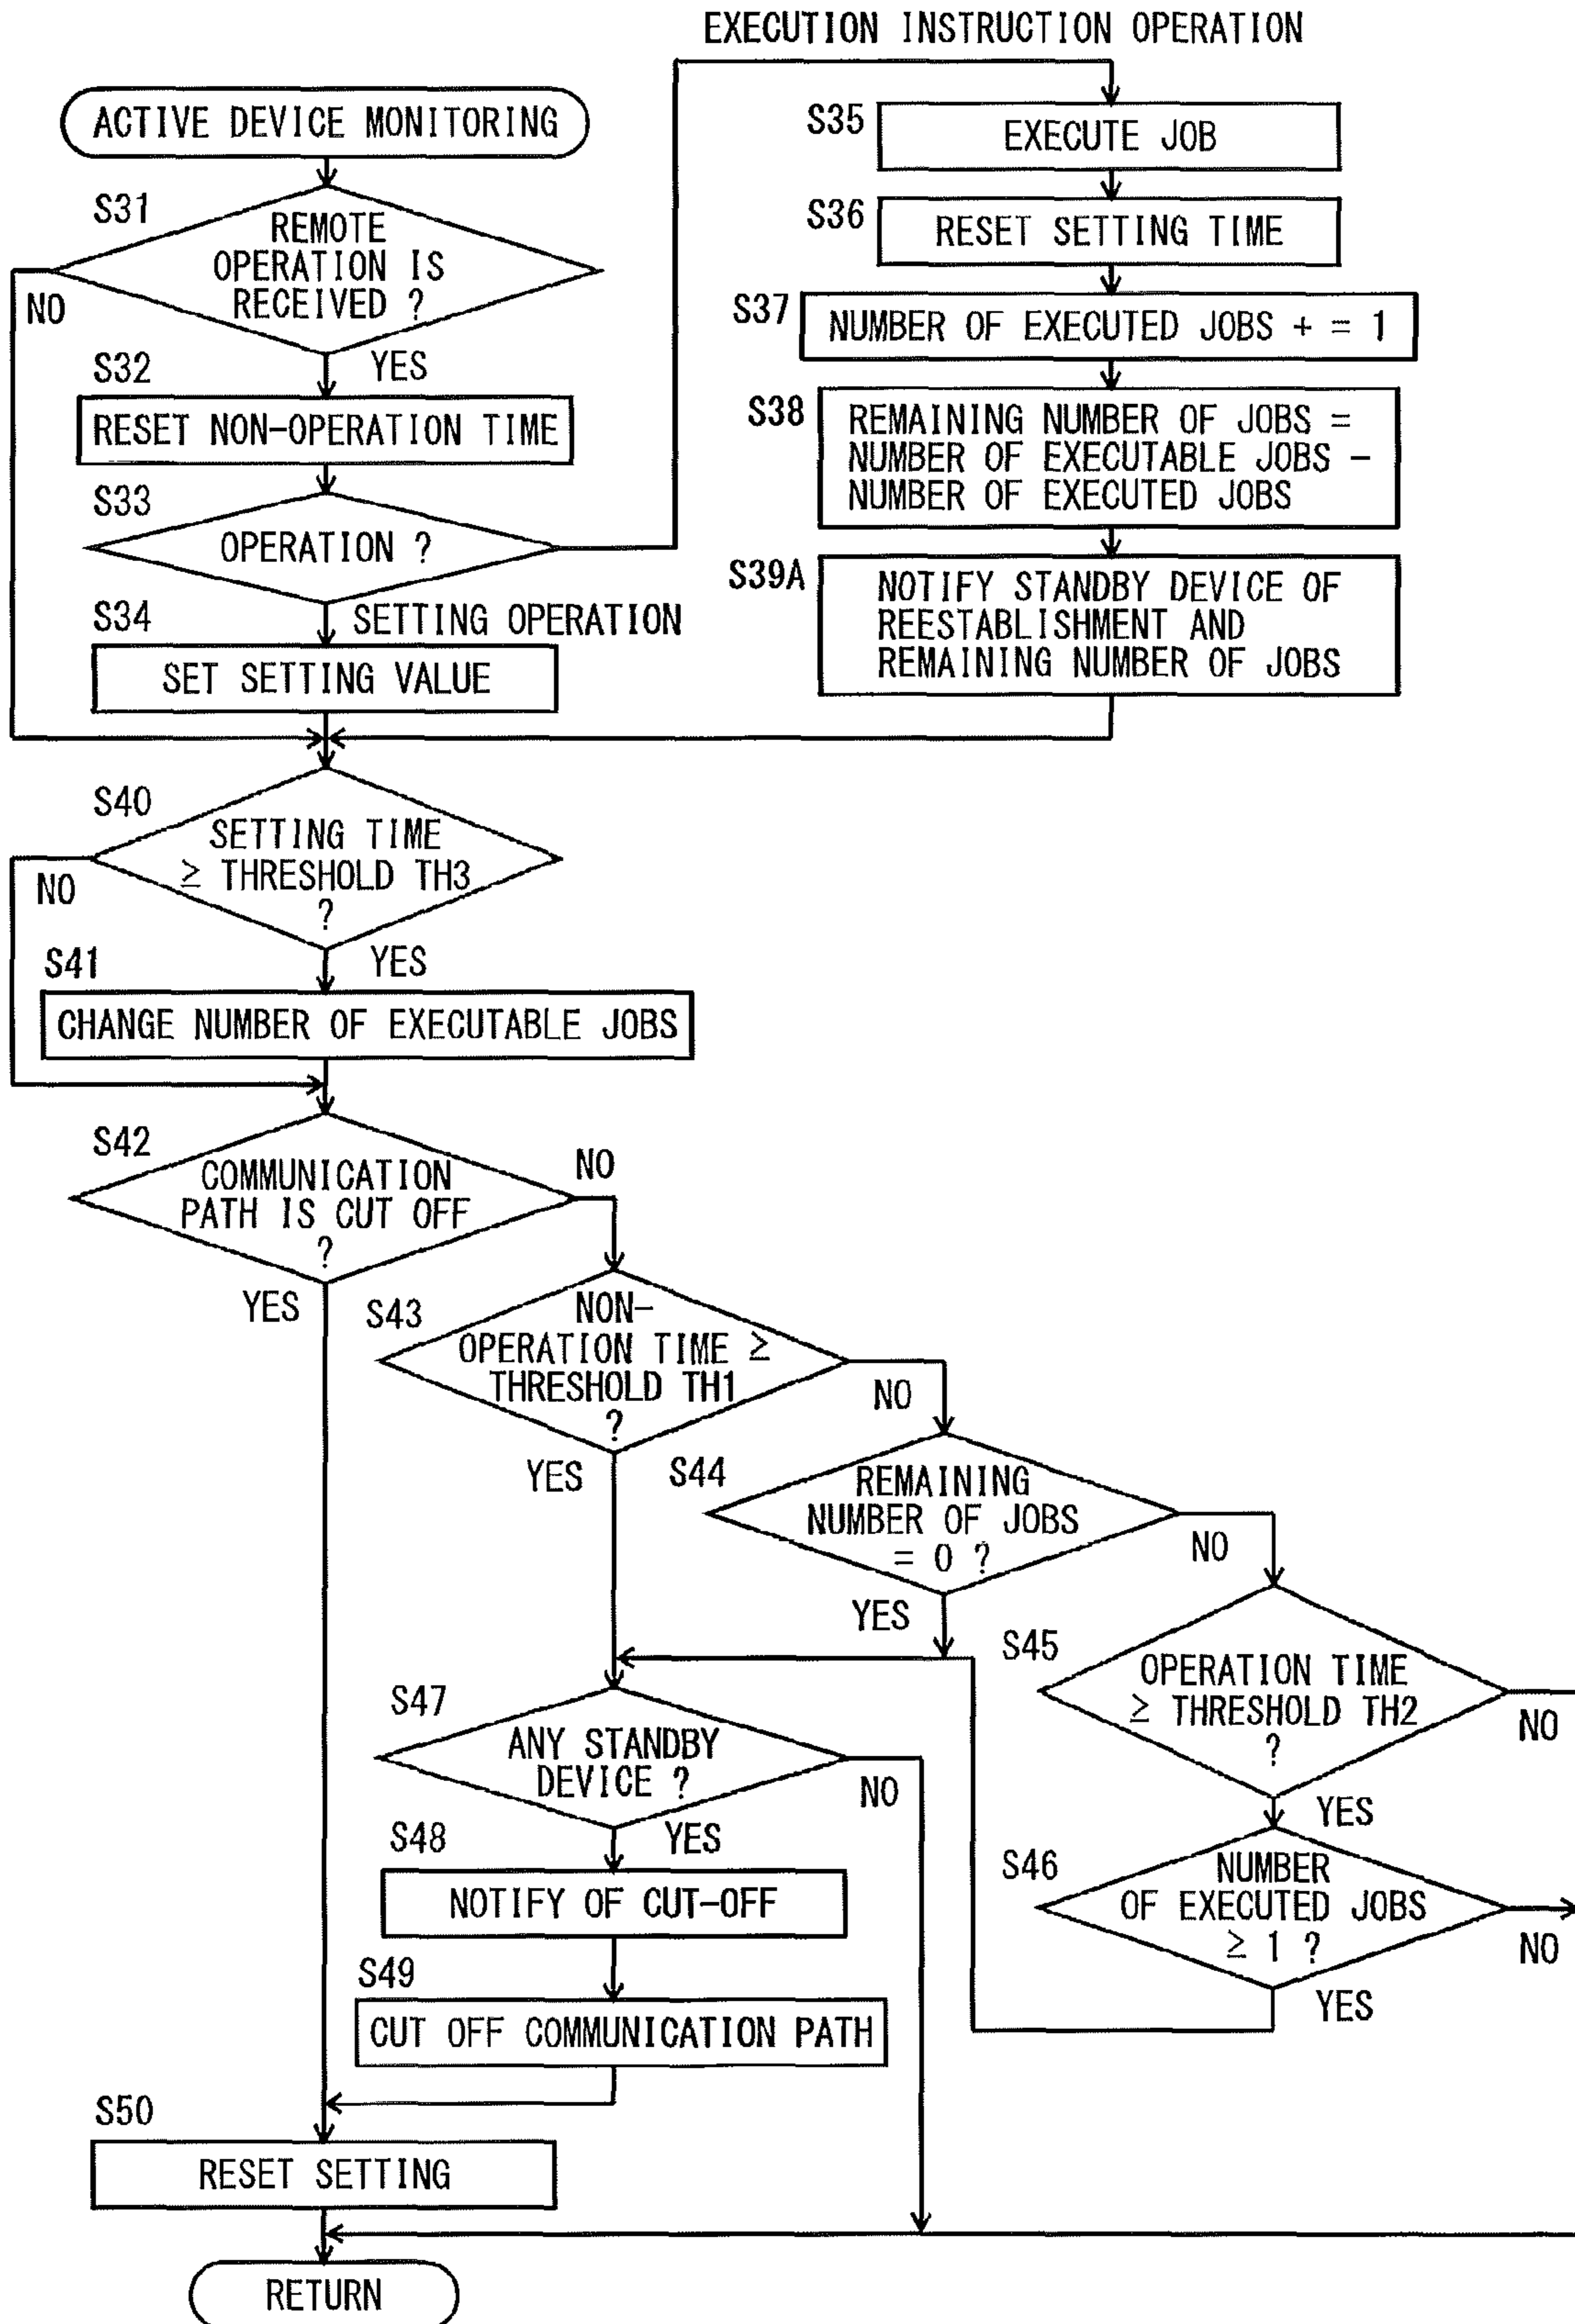 EXECUTION INSTRUCTION OPERATION
ACTIVE DEVICE MONITORING
S31
REMOTE
OPERATION IS
RECEIVED ?
NO
YES
S32
RESET NON-OPERATION TIME
S33
OPERATION ?
SETTING OPERATION
S34
SET SETTING VALUE
S35
EXECUTE JOB
S36
RESET SETTING TIME
S37
NUMBER OF EXECUTED JOBS + = 1
S38
REMAINING NUMBER OF JOBS =
NUMBER OF EXECUTABLE JOBS -
NUMBER OF EXECUTED JOBS
S39A
NOTIFY STANDBY DEVICE OF
REESTABLISHMENT AND
REMAINING NUMBER OF JOBS
S40
SETTING TIME
≥ THRESHOLD TH3
?
NO
YES
S41
CHANGE NUMBER OF EXECUTABLE JOBS
S42
COMMUNICATION
PATH IS CUT OFF
?
NO
YES
S43
NON-
OPERATION TIME ≥
THRESHOLD TH1
?
NO
YES
S44
REMAINING
NUMBER OF JOBS
= 0 ?
NO
YES
S45
OPERATION TIME
≥ THRESHOLD TH2
?
NO
YES
S46
NUMBER
OF EXECUTED JOBS
≥ 1 ?
NO
YES
S47
ANY STANDBY
DEVICE ?
NO
YES
S48
NOTIFY OF CUT-OFF
S49
CUT OFF COMMUNICATION PATH
S50
RESET SETTING
RETURN